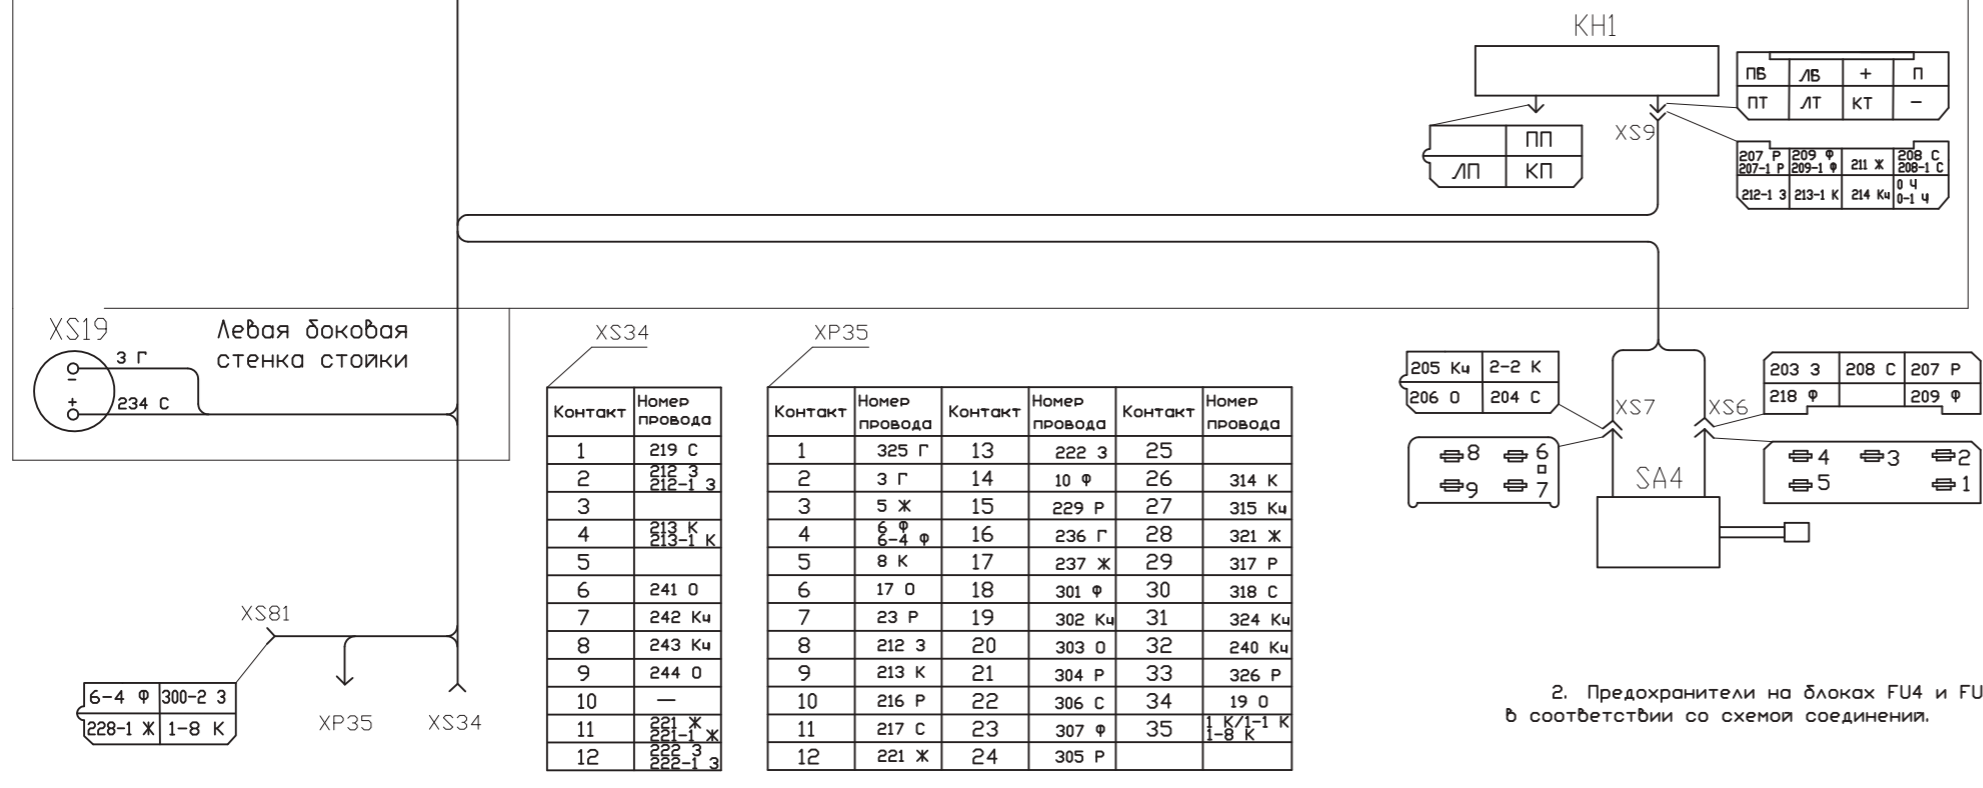 КН1
ПБ ЛБ + П
ПТ ЛТ КТ −
XS9
ПП
ЛП КП
207 Р 209 Ф 211 Ж 208 С
207-1 Р 209-1 Ф 208-1 С
212-1 З 213-1 К 214 Кч 0 Ч
0-1 Ч
XS19
Левая боковая
стенка стойки
3 Г
−
+
234 С
XS34
Контакт Номер провода
1 219 С
2 212 З
212-1 З
3
4 213 К
213-1 К
5
6 241 О
7 242 Кч
8 243 Кч
9 244 О
10 —
11 221 Ж
221-1 Ж
12 222 З
222-1 З
XP35
Контакт Номер провода Контакт Номер провода Контакт Номер провода
1 325 Г 13 222 З 25
2 3 Г 14 10 Ф 26 314 К
3 5 Ж 15 229 Р 27 315 Кч
4 6 Ф
6-4 Ф 16 236 Г 28 321 Ж
5 8 К 17 237 Ж 29 317 Р
6 17 О 18 301 Ф 30 318 С
7 23 Р 19 302 Кч 31 324 Кч
8 212 З 20 303 О 32 240 Кч
9 213 К 21 304 Р 33 326 Р
10 216 Р 22 306 С 34 19 О
11 217 С 23 307 Ф 35 1 К/1-1 К
1-8 К
12 221 Ж 24 305 Р
205 Кч 2-2 К
206 О 204 С
XS7
XS6
203 З 208 С 207 Р
218 Ф 209 Ф
8 6
9 7
4 3 2
5 1
SA4
XS81
6-4 Ф 300-2 З
228-1 Ж 1-8 К
XP35
XS34
2. Предохранители на блоках FU4 и FU
в соответствии со схемой соединений.